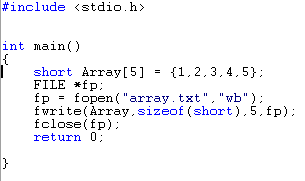 #include <stdio.h>
int main()
{
short Array[5] = {1,2,3,4,5};
FILE *fp;
fp = fopen("array.txt","wb");
fwrite(Array,sizeof(short),5,fp);
fclose(fp);
return 0;
}